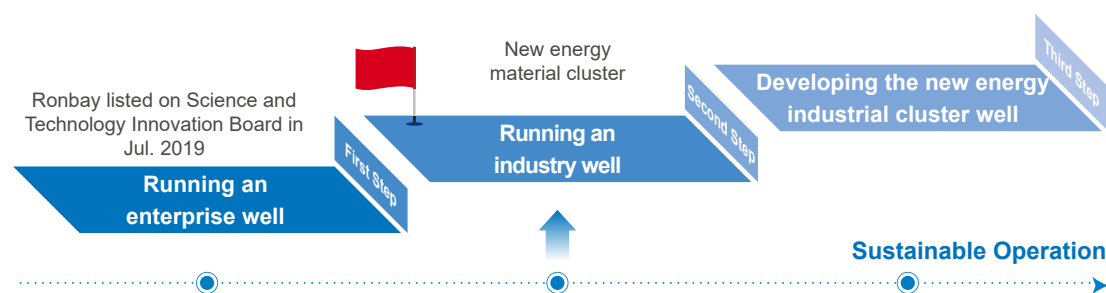 Ronbay listed on Science and
Technology Innovation Board in
Jul. 2019
Running an
enterprise well
First Step
New energy
material cluster
Running an
industry well
Second Step
Developing the new energy
industrial cluster well
Third Step
Sustainable Operation